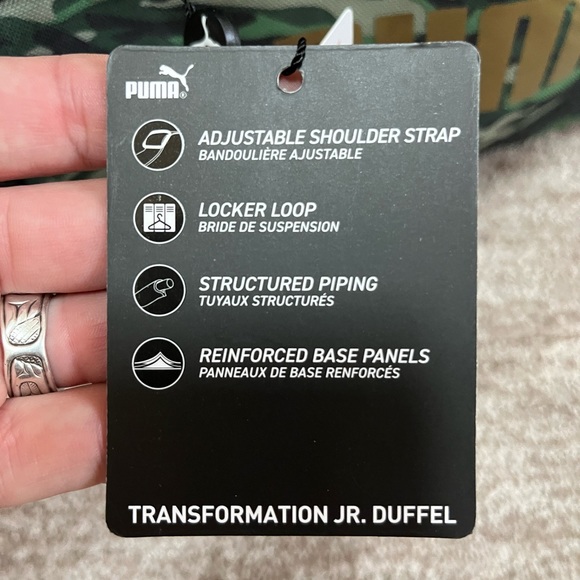 PUMA®
ADJUSTABLE SHOULDER STRAP
BANDOULIÈRE AJUSTABLE
LOCKER LOOP
BRIDE DE SUSPENSION
STRUCTURED PIPING
TUYAUX STRUCTURÉS
REINFORCED BASE PANELS
PANNEAUX DE BASE RENFORCÉS
TRANSFORMATION JR. DUFFEL